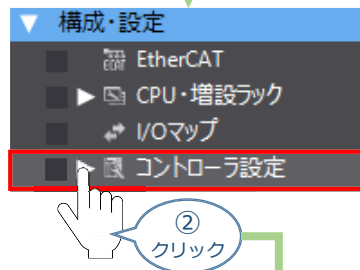 ▼ 構成・設定
EtherCAT
▶ CPU・増設ラック
I/Oマップ
▶ コントローラ設定
②
クリック